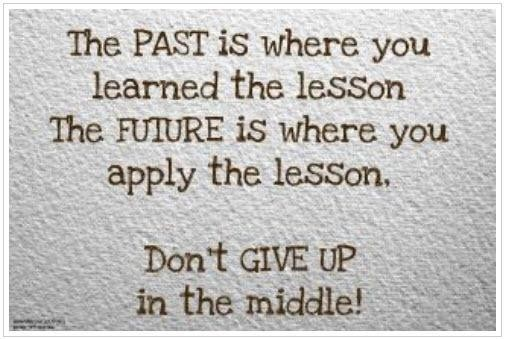 The PAST is where you
learned the lesson
The FUTURE is where you
apply the lesson.
Don't GIVE UP
in the middle!